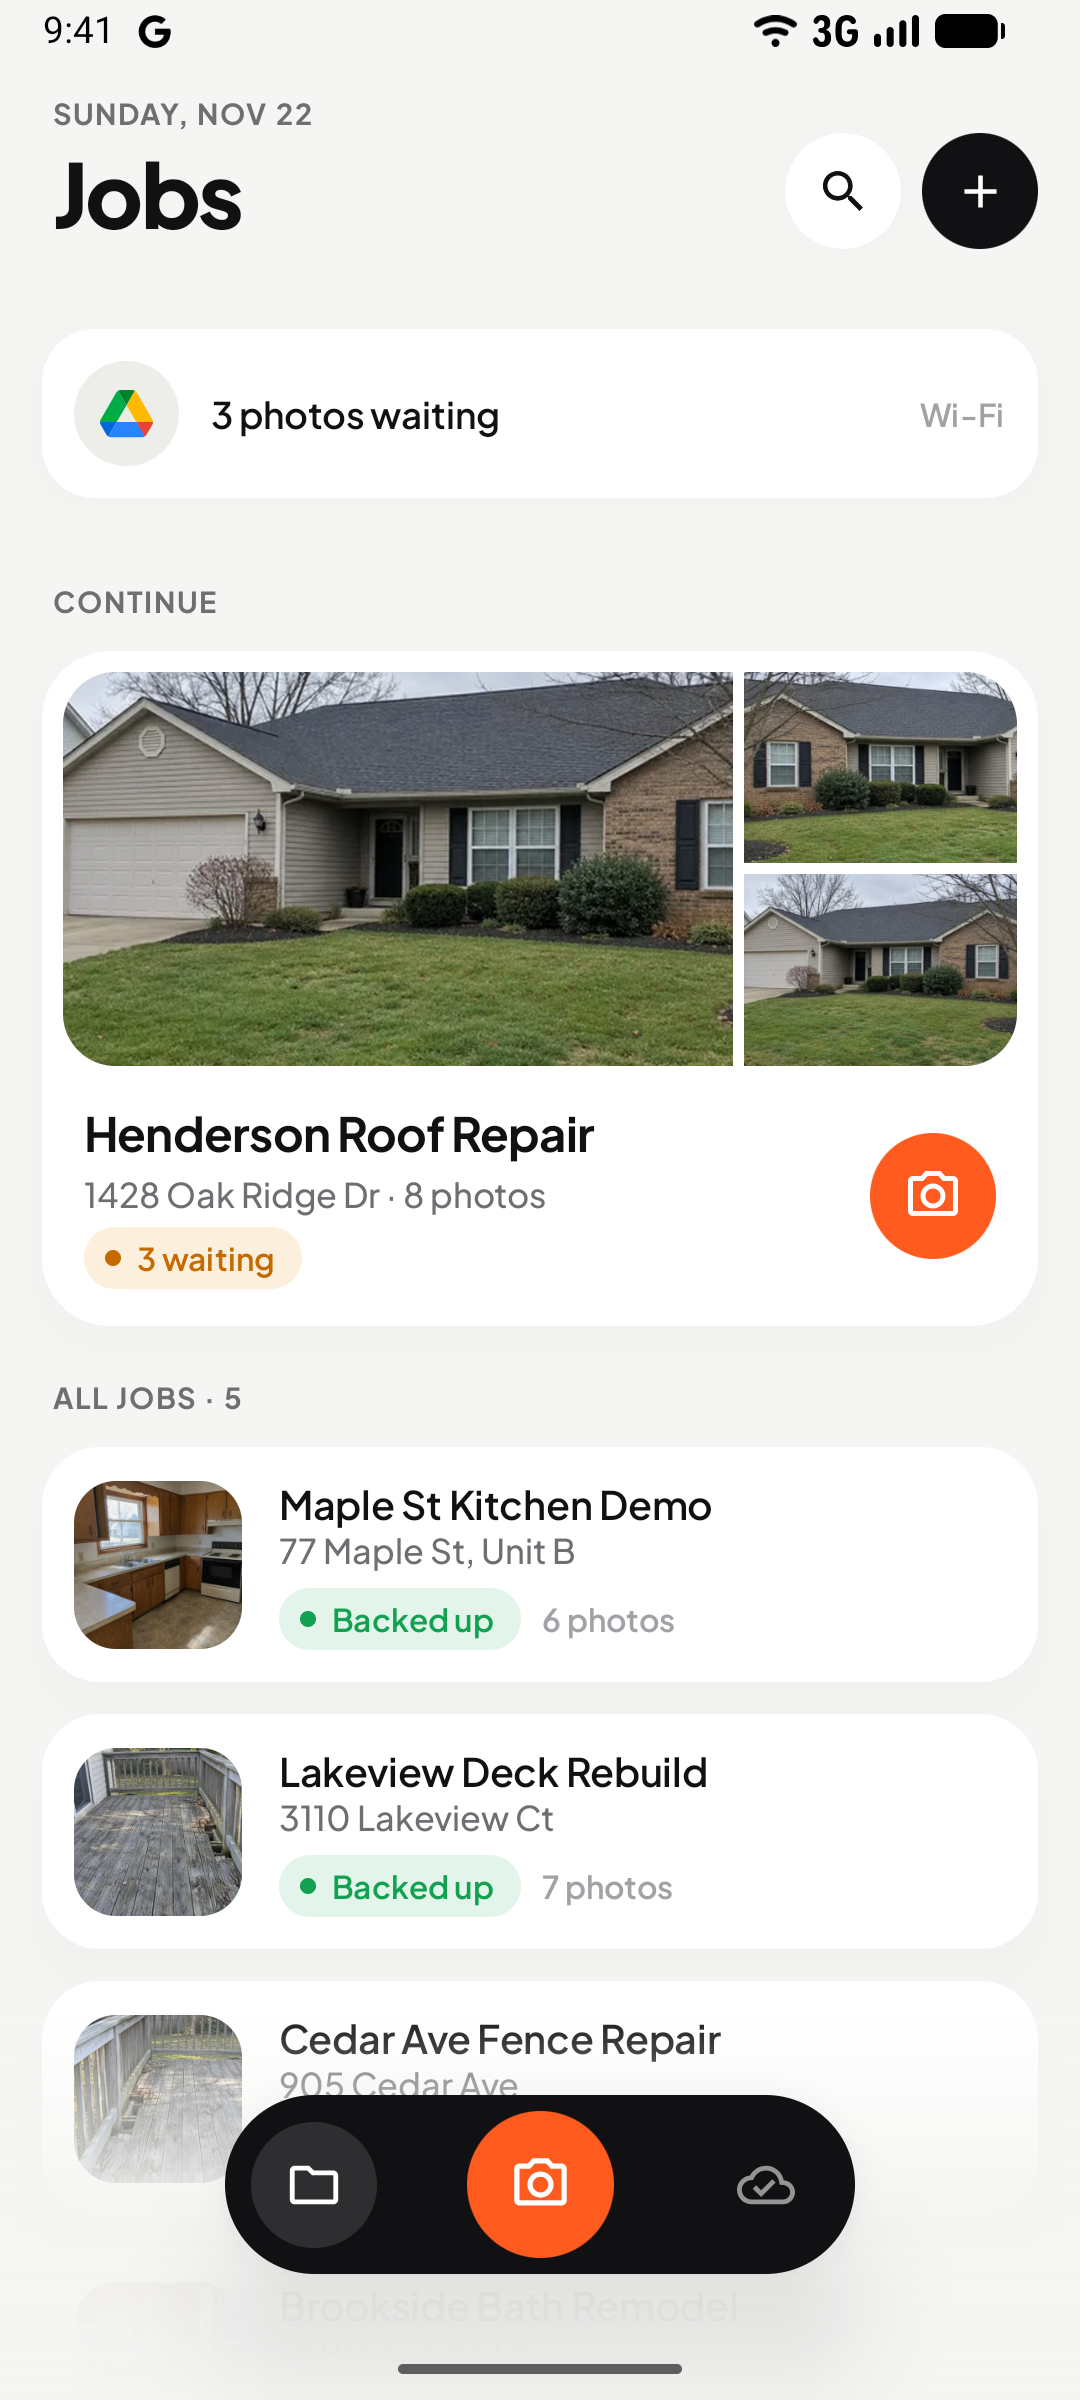 9:41
3G
SUNDAY, NOV 22
Jobs
3 photos waiting
Wi-Fi
CONTINUE
Henderson Roof Repair
1428 Oak Ridge Dr · 8 photos
3 waiting
ALL JOBS · 5
Maple St Kitchen Demo
77 Maple St, Unit B
Backed up
6 photos
Lakeview Deck Rebuild
3110 Lakeview Ct
Backed up
7 photos
Cedar Ave Fence Repair
905 Cedar Ave
Brookside Bath Remodel